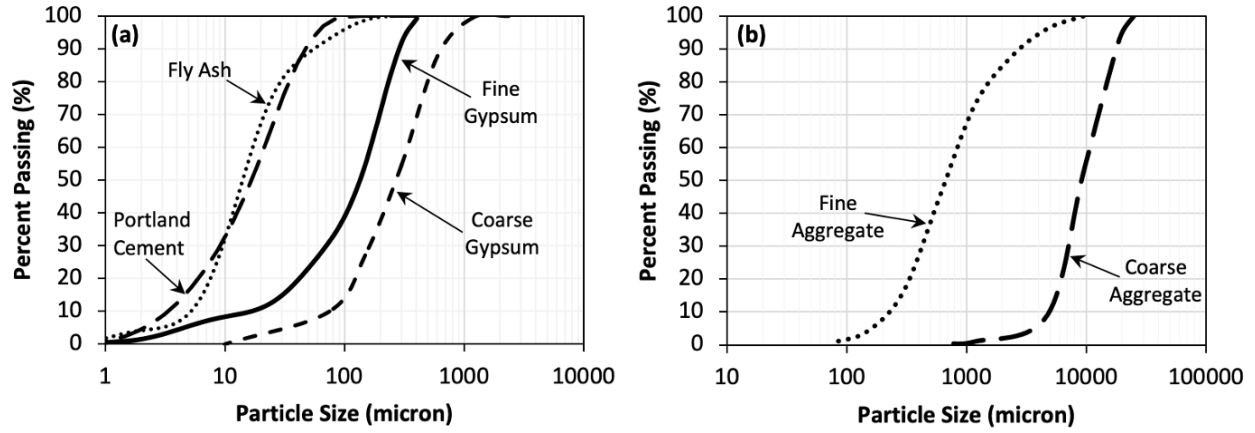 (a)
Percent Passing (%)
100
90
80
70
60
50
40
30
20
10
0
Fly Ash
Fine
Gypsum
Portland
Cement
Coarse
Gypsum
1
10
100
1000
10000
Particle Size (micron)
(b)
Percent Passing (%)
100
90
80
70
60
50
40
30
20
10
0
Fine
Aggregate
Coarse
Aggregate
10
100
1000
10000
100000
Particle Size (micron)